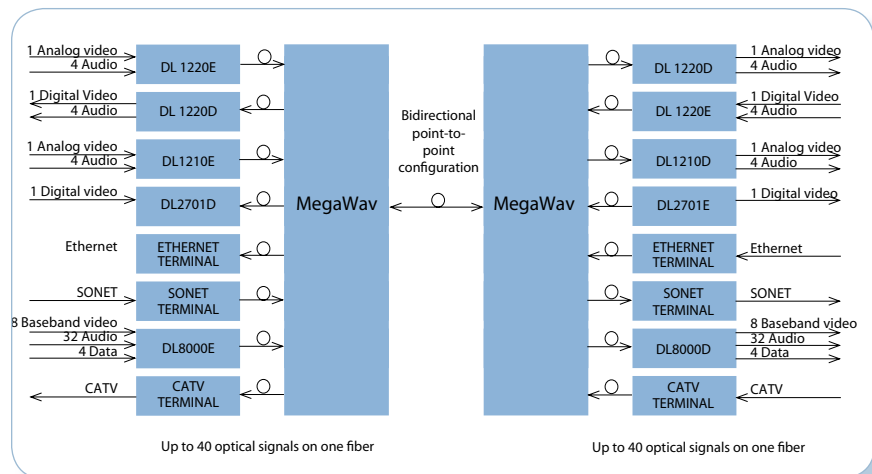 1 Analog video
4 Audio
DL 1220E
1 Digital Video
4 Audio
DL 1220D
1 Analog video
4 Audio
DL1210E
1 Digital video
DL2701D
Ethernet
ETHERNET
TERMINAL
SONET
SONET
TERMINAL
8 Baseband video
32 Audio
4 Data
DL8000E
CATV
CATV
TERMINAL
MegaWav
Up to 40 optical signals on one fiber
Bidirectional
point-to-
point
configuration
MegaWav
DL 1220D
1 Analog video
4 Audio
DL 1220E
1 Digital Video
4 Audio
DL1210D
1 Analog video
4 Audio
DL2701E
1 Digital video
ETHERNET
TERMINAL
Ethernet
SONET
TERMINAL
SONET
DL8000D
8 Baseband video
32 Audio
4 Data
CATV
TERMINAL
CATV
Up to 40 optical signals on one fiber